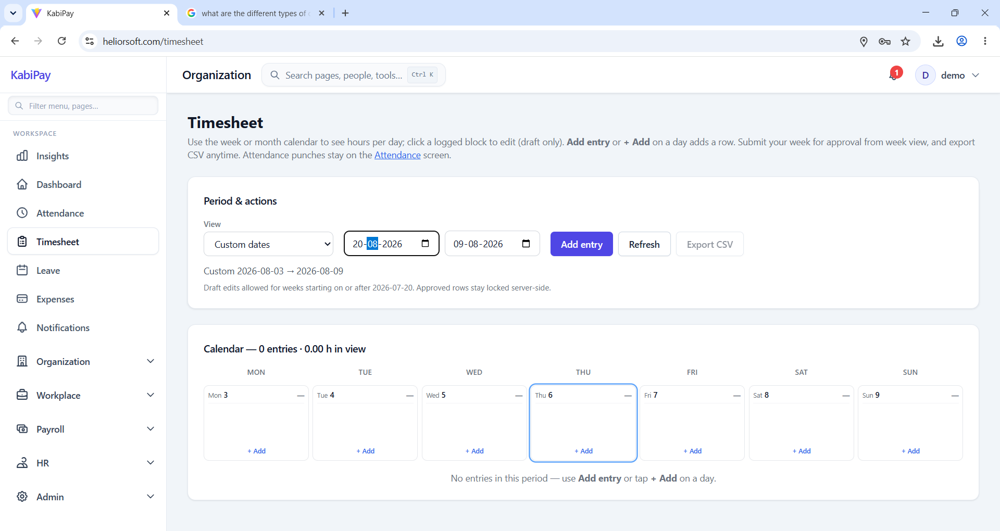 KabiPay
what are the different types of
heliorsoft.com/timesheet
KabiPay
Organization
Search pages, people, tools...
Ctrl K
1
D
demo
Filter menu, pages...
WORKSPACE
Insights
Dashboard
Attendance
Timesheet
Leave
Expenses
Notifications
Organization
Workplace
Payroll
HR
Admin
Timesheet
Use the week or month calendar to see hours per day; click a logged block to edit (draft only). Add entry or + Add on a day adds a row. Submit your week for approval from week view, and export
CSV anytime. Attendance punches stay on the Attendance screen.
Period & actions
View
Custom dates
20-08-2026
09-08-2026
Add entry
Refresh
Export CSV
Custom 2026-08-03 → 2026-08-09
Draft edits allowed for weeks starting on or after 2026-07-20. Approved rows stay locked server-side.
Calendar — 0 entries · 0.00 h in view
MON TUE WED THU FRI SAT SUN
Mon 3 — Tue 4 — Wed 5 — Thu 6 — Fri 7 — Sat 8 — Sun 9 —
+ Add + Add + Add + Add + Add + Add + Add
No entries in this period — use Add entry or tap + Add on a day.